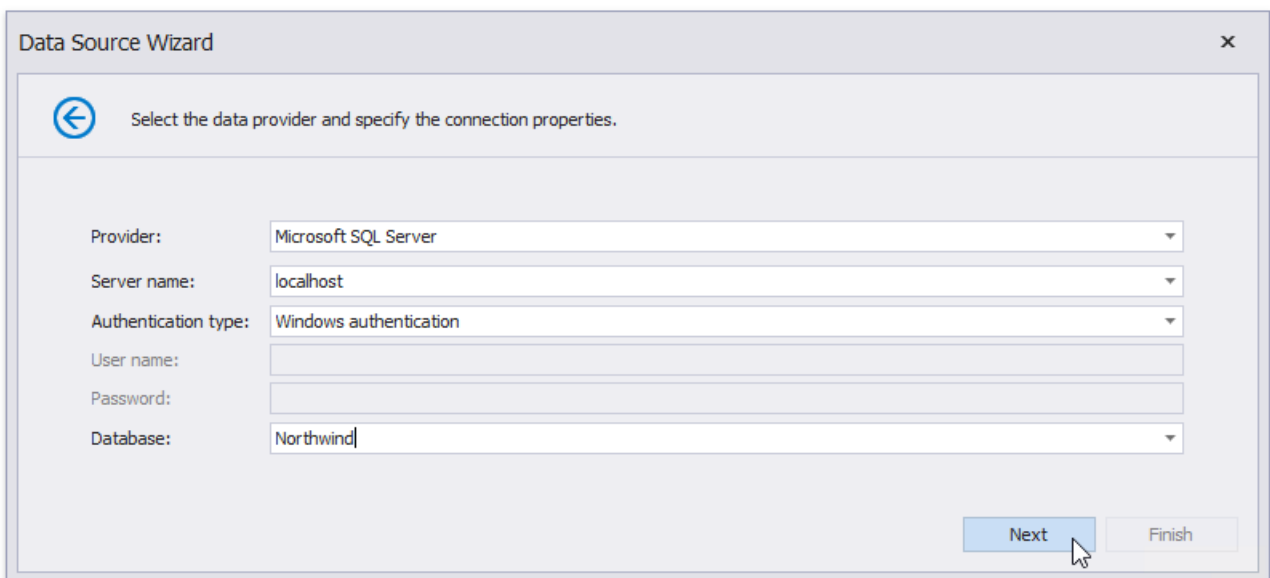 Data Source Wizard
Select the data provider and specify the connection properties.
Provider: Microsoft SQL Server
Server name: localhost
Authentication type: Windows authentication
User name:
Password:
Database: Northwind
Next Finish